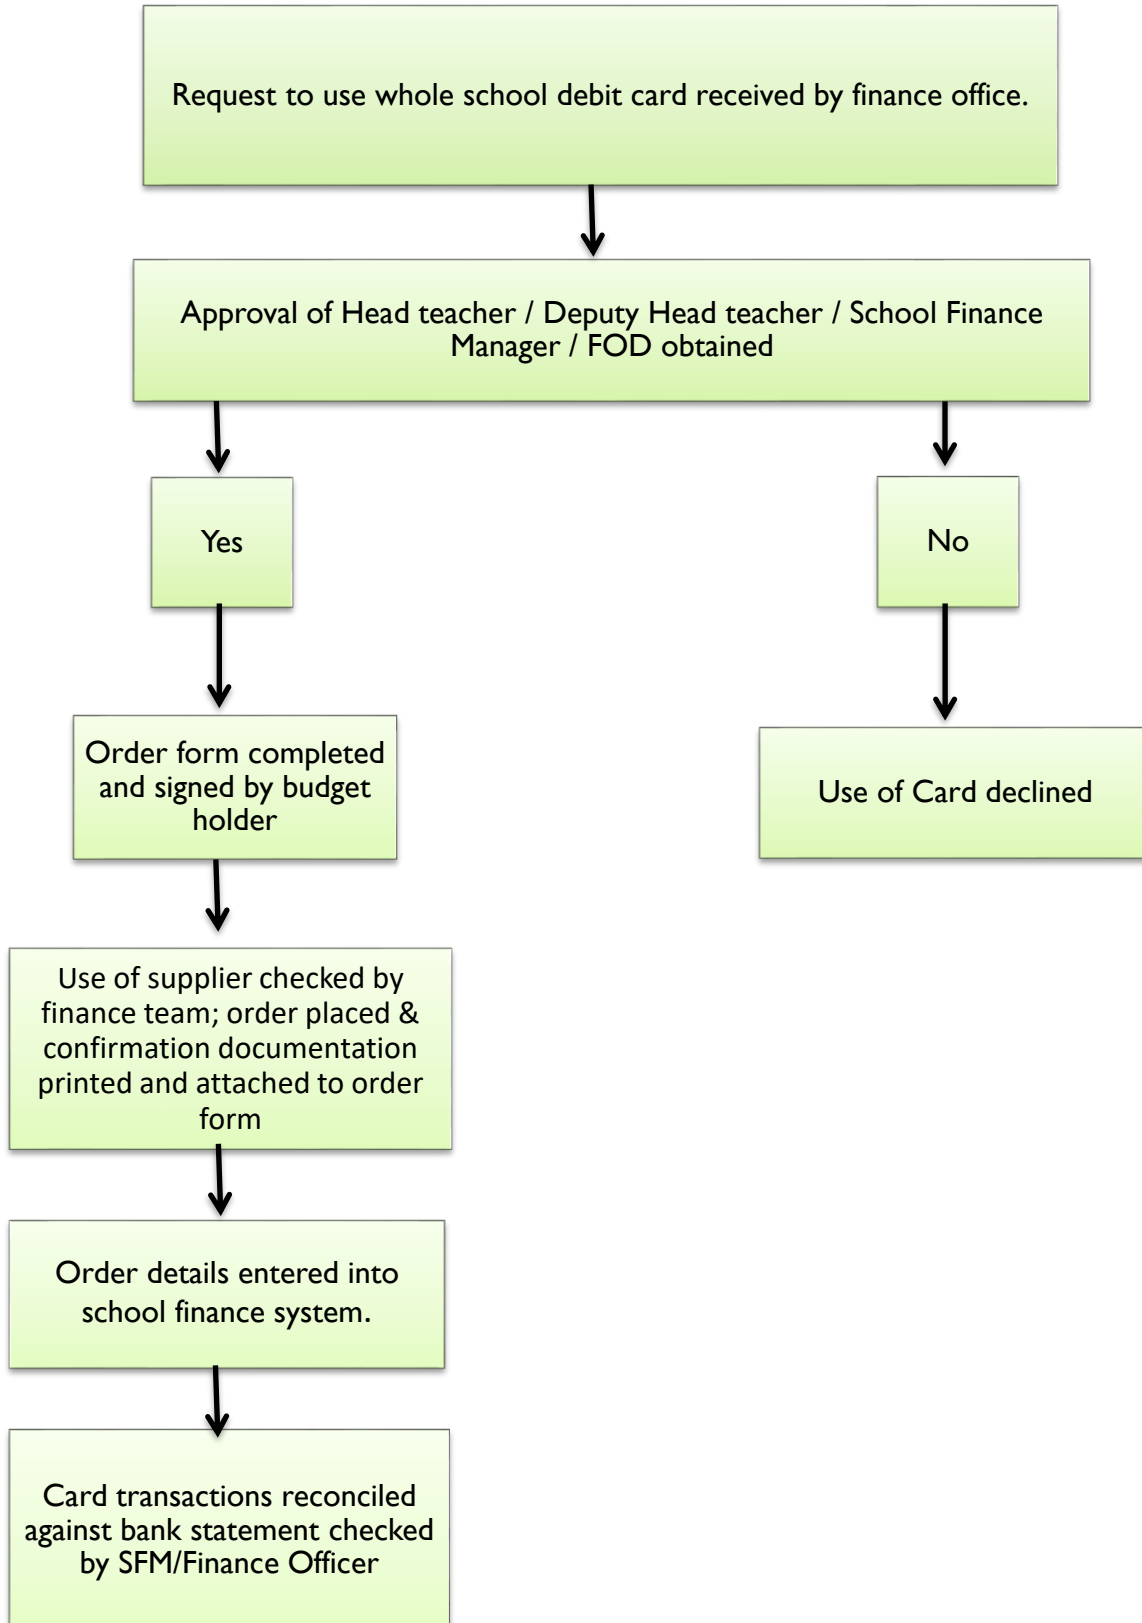 Request to use whole school debit card received by finance office.
Approval of Head teacher / Deputy Head teacher / School Finance
Manager / FOD obtained
Yes
No
Order form completed
and signed by budget
holder
Use of Card declined
Use of supplier checked by
finance team; order placed &
confirmation documentation
printed and attached to order
form
Order details entered into
school finance system.
Card transactions reconciled
against bank statement checked
by SFM/Finance Officer